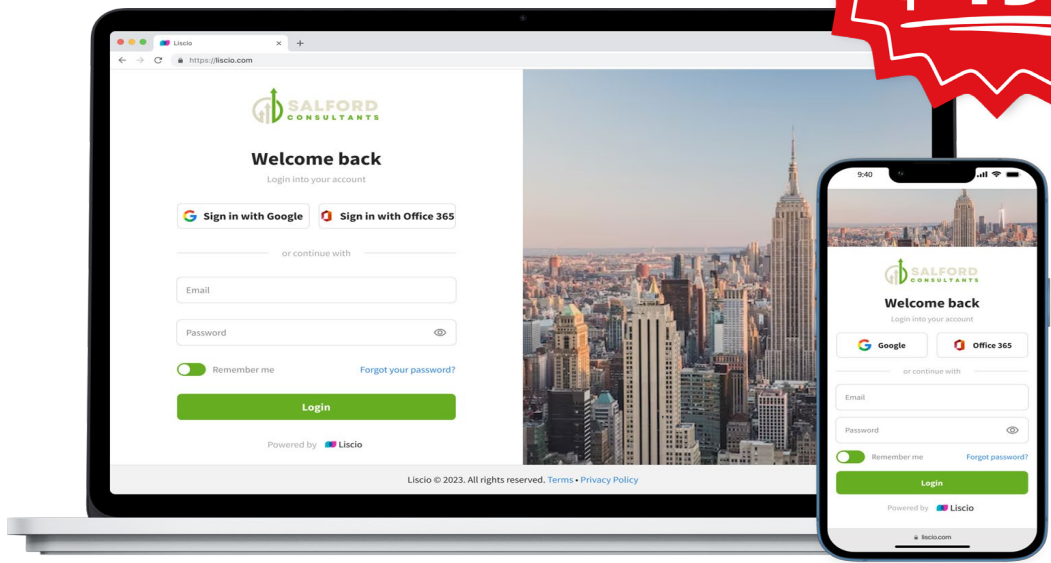 Liscio
https://liscio.com
SALFORD
CONSULTANTS
Welcome back
Login into your account
Sign in with Google
Sign in with Office 365
or continue with
Email
Password
Remember me
Forgot your password?
Login
Powered by Liscio
Liscio © 2023. All rights reserved. Terms • Privacy Policy
9:40
SALFORD
CONSULTANTS
Welcome back
Login into your account
Google
Office 365
or continue with
Email
Password
Remember me
Forgot password?
Login
Powered by Liscio
liscio.com